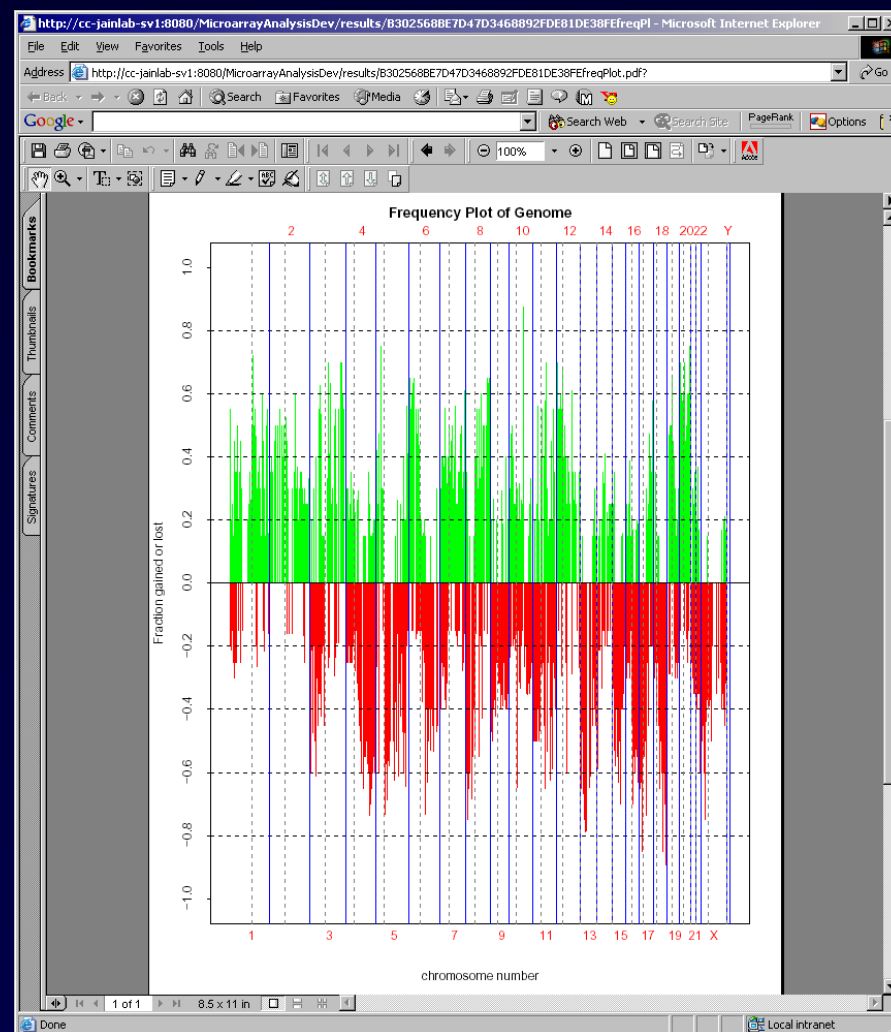 http://cc-jainlab-sv1:8080/MicroarrayAnalysisDev/results/B302568BE7D47D3468892FDE81DE38FEfreqPl - Microsoft Internet Explorer
File Edit View Favorites Tools Help
Address http://cc-jainlab-sv1:8080/MicroarrayAnalysisDev/results/B302568BE7D47D3468892FDE81DE38FEfreqPlot.pdf? Go
Back Search Favorites Media
Google Search Web Search Site PageRank Options
100% Adobe
Bookmarks
Thumbnails
Comments
Signatures
Frequency Plot of Genome
2 4 6 8 10 12 14 16 18 20 22 Y
1.0
0.8
0.6
0.4
0.2
0.0
-0.2
-0.4
-0.6
-0.8
-1.0
Fraction gained or lost
1 3 5 7 9 11 13 15 17 19 21 X
chromosome number
1 of 1 8.5 x 11 in
Done Local intranet